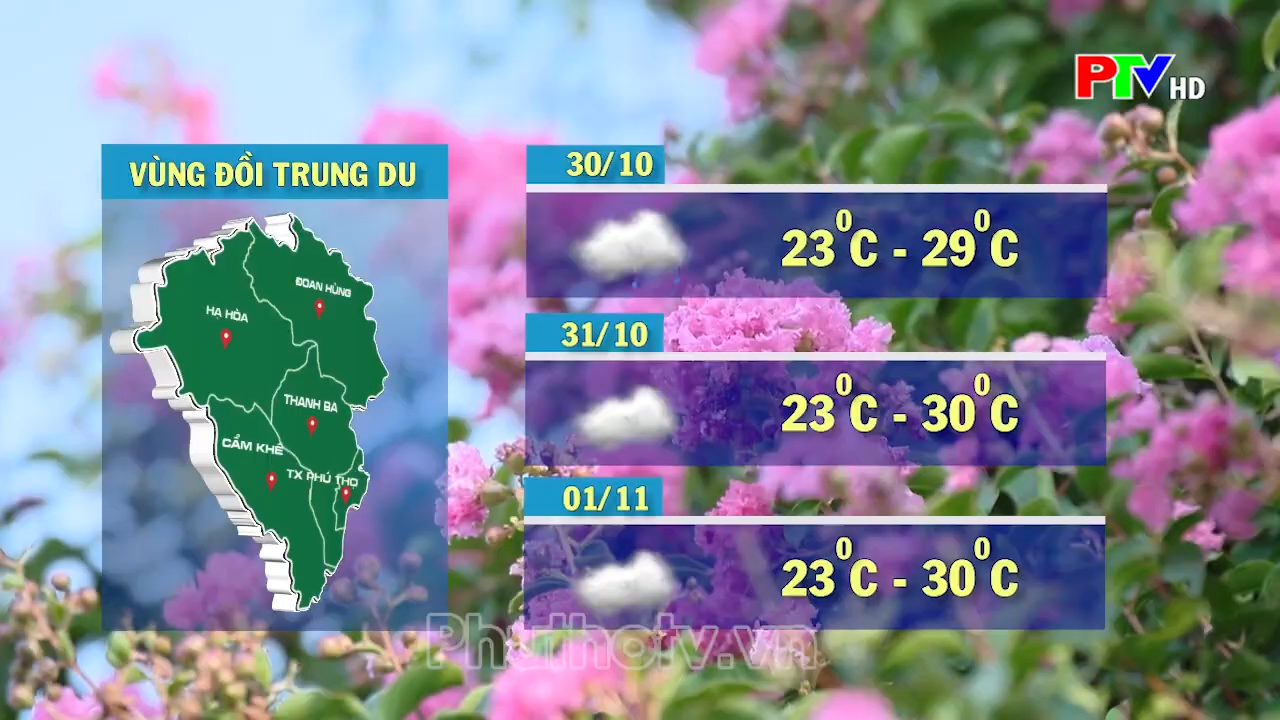 PTV HD
VÙNG ĐỒI TRUNG DU
ĐOAN HÙNG
HẠ HÒA
THANH BA
CẨM KHÊ
TX PHÚ THỌ
30/10
23⁰C - 29⁰C
31/10
23⁰C - 30⁰C
01/11
23⁰C - 30⁰C
Phuthotv.vn